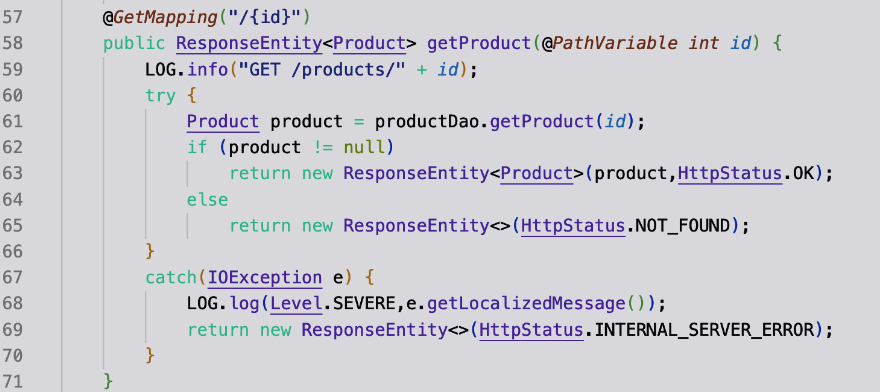 57 @GetMapping("/{id}")
58 public ResponseEntity<Product> getProduct(@PathVariable int id) {
59 LOG.info("GET /products/" + id);
60 try {
61 Product product = productDao.getProduct(id);
62 if (product != null)
63 return new ResponseEntity<Product>(product,HttpStatus.OK);
64 else
65 return new ResponseEntity<>(HttpStatus.NOT_FOUND);
66 }
67 catch(IOException e) {
68 LOG.log(Level.SEVERE,e.getLocalizedMessage());
69 return new ResponseEntity<>(HttpStatus.INTERNAL_SERVER_ERROR);
70 }
71 }